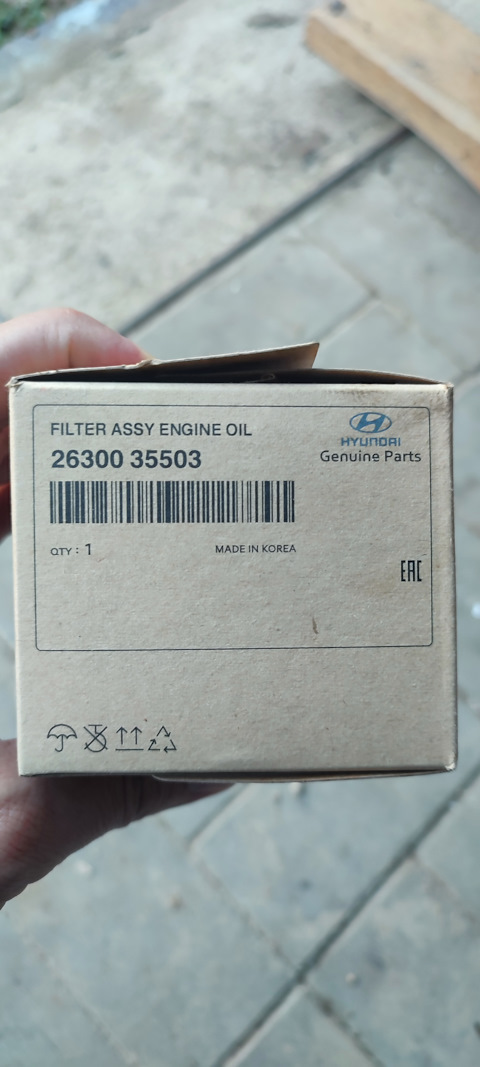 FILTER ASSY ENGINE OIL
26300 35503
HYUNDAI
Genuine Parts
QTY : 1
MADE IN KOREA
EAC